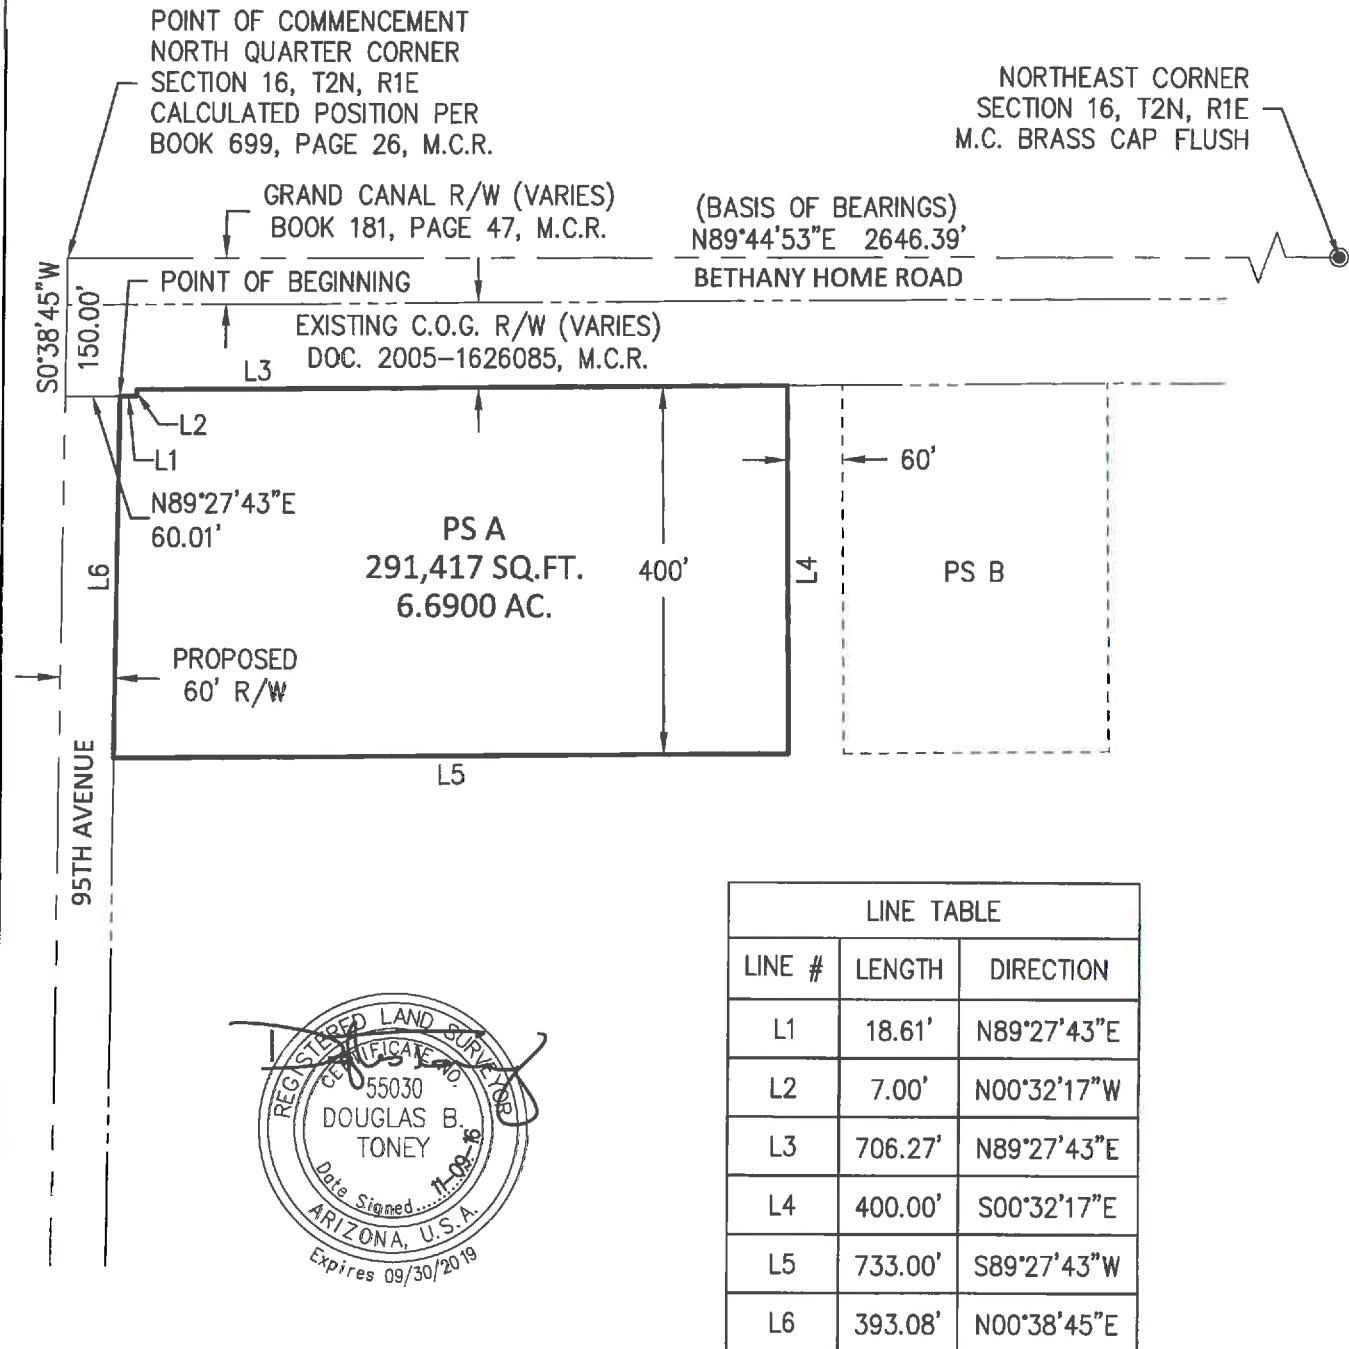 POINT OF COMMENCEMENT
NORTH QUARTER CORNER
SECTION 16, T2N, R1E
CALCULATED POSITION PER
BOOK 699, PAGE 26, M.C.R.
NORTHEAST CORNER
SECTION 16, T2N, R1E
M.C. BRASS CAP FLUSH
GRAND CANAL R/W (VARIES)
BOOK 181, PAGE 47, M.C.R.
(BASIS OF BEARINGS)
N89°44'53"E 2646.39'
BETHANY HOME ROAD
S0°38'45"W
150.00'
POINT OF BEGINNING
EXISTING C.O.G. R/W (VARIES)
DOC. 2005-1626085, M.C.R.
L3
L2
L1
N89°27'43"E
60.01'
PS A
291,417 SQ.FT.
6.6900 AC.
400'
L4
60'
PS B
L6
PROPOSED
60' R/W
L5
95TH AVENUE
LINE TABLE
LINE # LENGTH DIRECTION
L1 18.61' N89°27'43"E
L2 7.00' N00°32'17"W
L3 706.27' N89°27'43"E
L4 400.00' S00°32'17"E
L5 733.00' S89°27'43"W
L6 393.08' N00°38'45"E
REGISTERED LAND SURVEYOR
CERTIFICATE NO.
55030
DOUGLAS B.
TONEY
Date Signed 11-09-16
ARIZONA, U.S.A.
Expires 09/30/2019